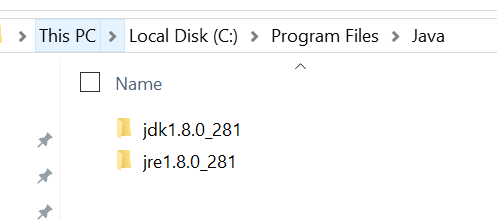 This PC > Local Disk (C:) > Program Files > Java
Name
jdk1.8.0_281
jre1.8.0_281